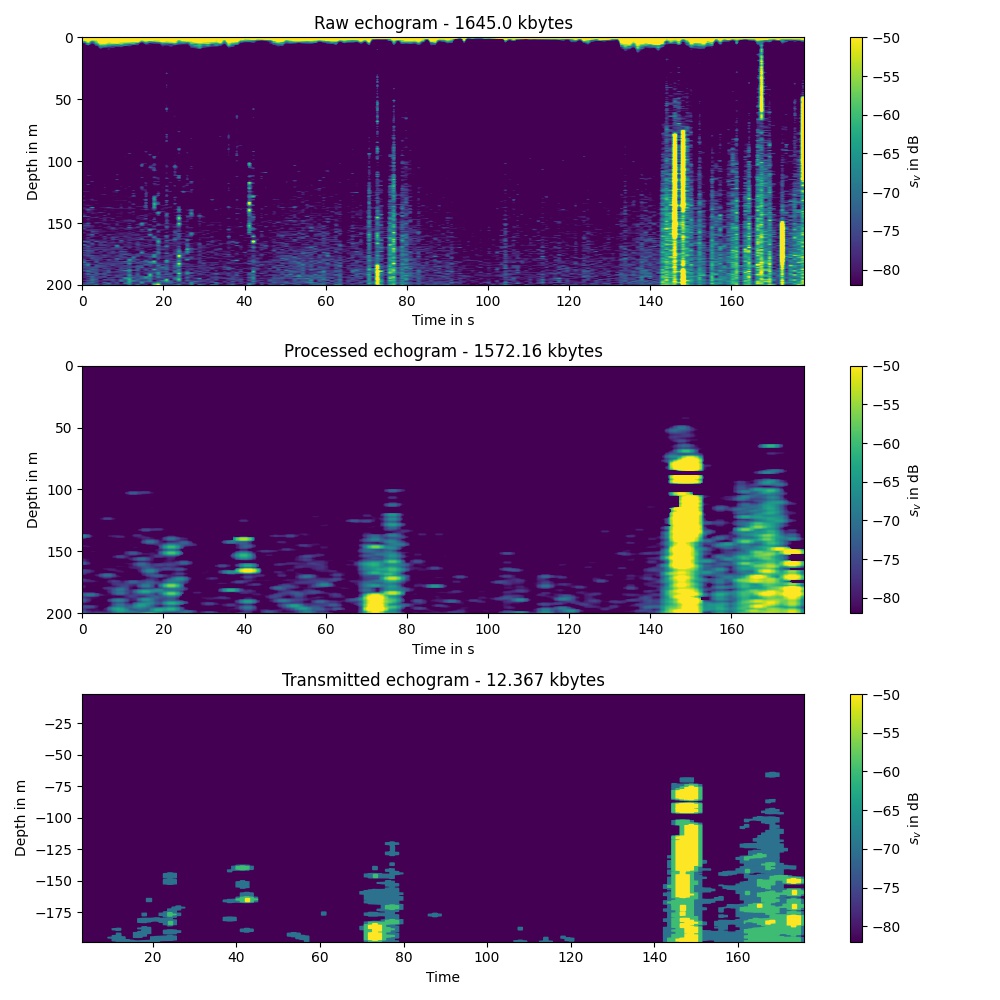 Raw echogram - 1645.0 kbytes
0
50
100
150
200
Depth in m
0 20 40 60 80 100 120 140 160
Time in s
−50
−55
−60
−65
−70
−75
−80
sv in dB
Processed echogram - 1572.16 kbytes
0
50
100
150
200
Depth in m
0 20 40 60 80 100 120 140 160
Time in s
−50
−55
−60
−65
−70
−75
−80
sv in dB
Transmitted echogram - 12.367 kbytes
−25
−50
−75
−100
−125
−150
−175
Depth in m
20 40 60 80 100 120 140 160
Time
−50
−55
−60
−65
−70
−75
−80
sv in dB